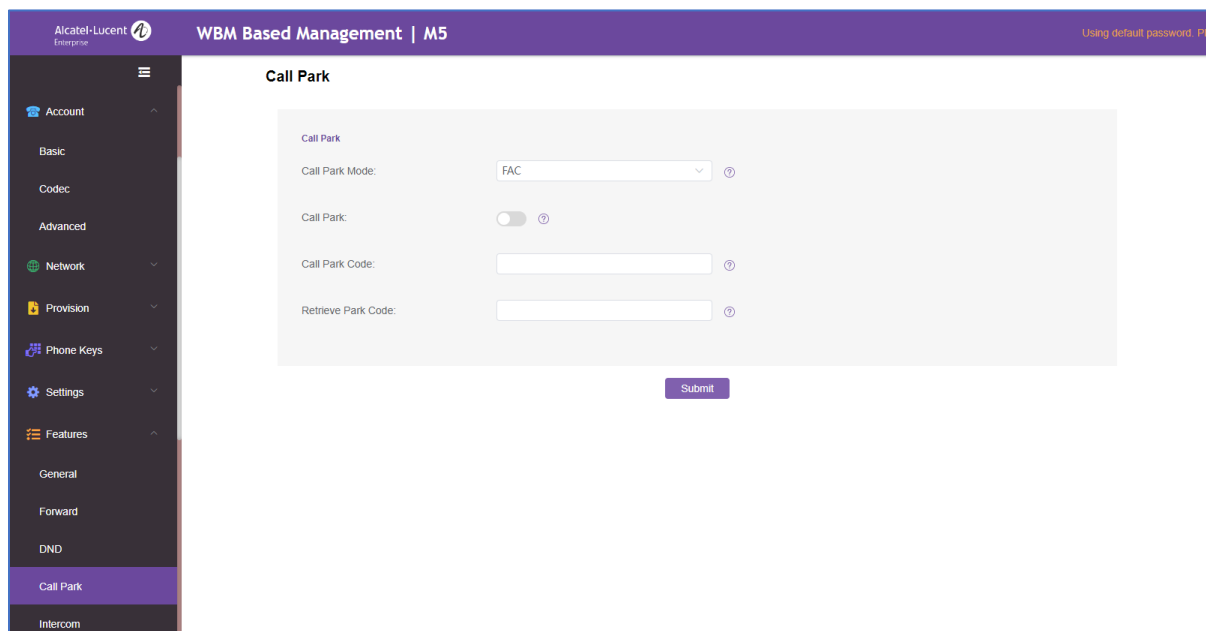 Alcatel·Lucent
Enterprise
WBM Based Management | M5
Using default password. Pl
Account
Basic
Codec
Advanced
Network
Provision
Phone Keys
Settings
Features
General
Forward
DND
Call Park
Intercom
Call Park
Call Park
Call Park Mode:
FAC
Call Park:
Call Park Code:
Retrieve Park Code:
Submit